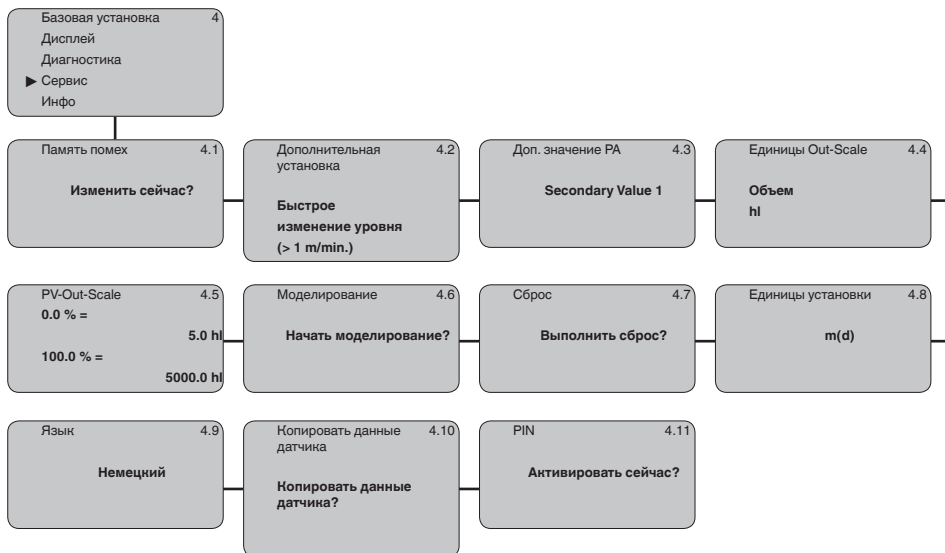 Базовая установка 4
Дисплей
Диагностика
▶ Сервис
Инфо
Память помех 4.1
Изменить сейчас?
Дополнительная 4.2
установка
Быстрое
изменение уровня
(> 1 m/min.)
Доп. значение PA 4.3
Secondary Value 1
Единицы Out-Scale 4.4
Объем
hl
PV-Out-Scale 4.5
0.0 % =
5.0 hl
100.0 % =
5000.0 hl
Моделирование 4.6
Начать моделирование?
Сброс 4.7
Выполнить сброс?
Единицы установки 4.8
m(d)
Язык 4.9
Немецкий
Копировать данные 4.10
датчика
Копировать данные
датчика?
PIN 4.11
Активировать сейчас?